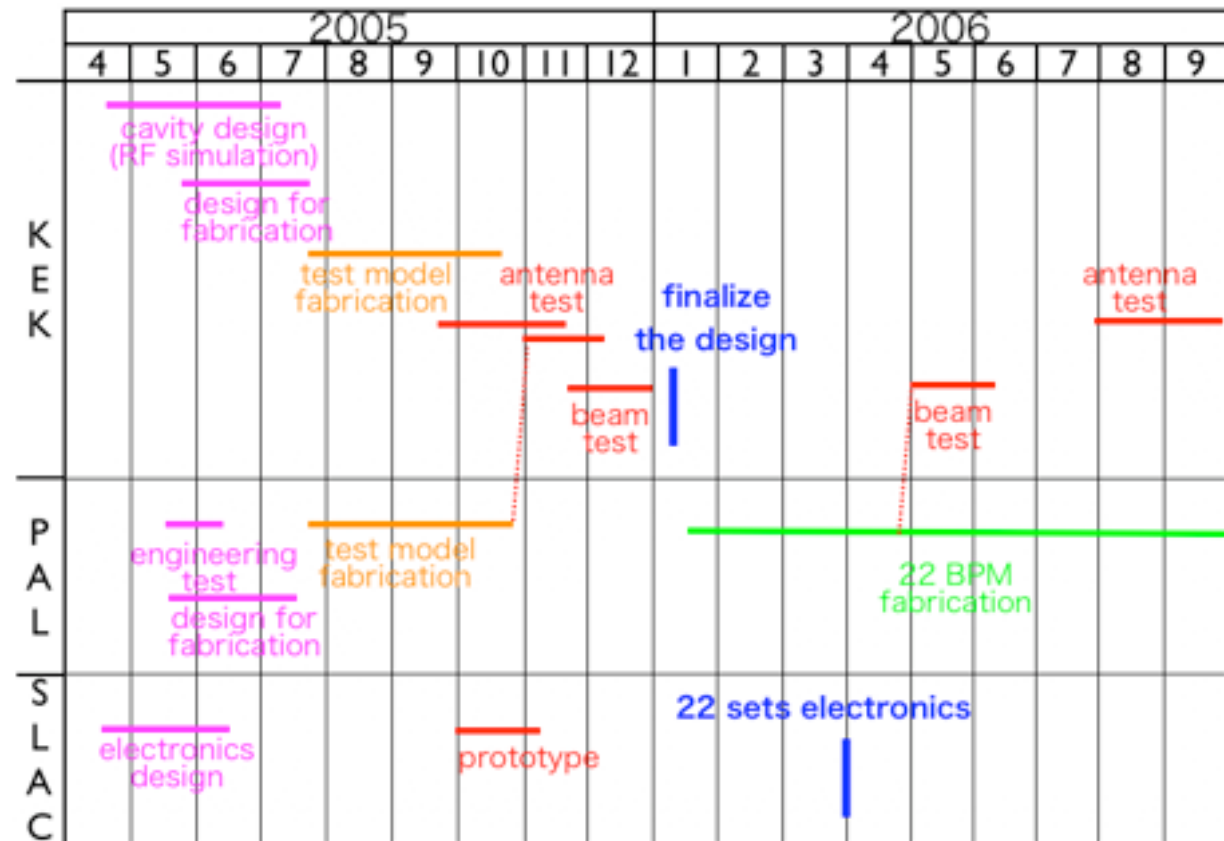 2005 2006
4 5 6 7 8 9 10 11 12 1 2 3 4 5 6 7 8 9
KEK
cavity design
(RF simulation)
design for
fabrication
test model
fabrication
antenna
test
beam
test
finalize
the design
beam
test
antenna
test
PAL
engineering
test
design for
fabrication
test model
fabrication
22 BPM
fabrication
SLAC
electronics
design
prototype
22 sets electronics